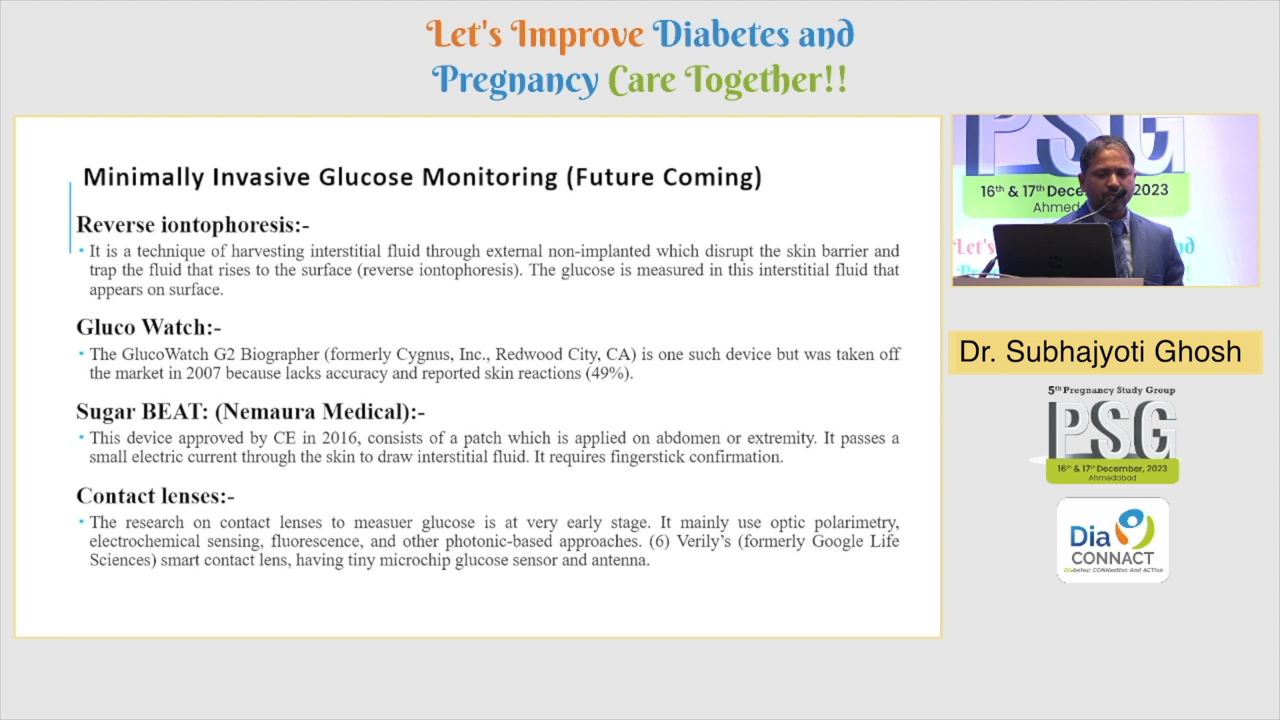 Let's Improve Diabetes and
Pregnancy Care Together!!
Minimally Invasive Glucose Monitoring (Future Coming)
Reverse iontophoresis:-
▪ It is a technique of harvesting interstitial fluid through external non-implanted which disrupt the skin barrier and
trap the fluid that rises to the surface (reverse iontophoresis). The glucose is measured in this interstitial fluid that
appears on surface.
Gluco Watch:-
▪ The GlucoWatch G2 Biographer (formerly Cygnus, Inc., Redwood City, CA) is one such device but was taken off
the market in 2007 because lacks accuracy and reported skin reactions (49%).
Sugar BEAT: (Nemaura Medical):-
▪ This device approved by CE in 2016, consists of a patch which is applied on abdomen or extremity. It passes a
small electric current through the skin to draw interstitial fluid. It requires fingerstick confirmation.
Contact lenses:-
▪ The research on contact lenses to measuer glucose is at very early stage. It mainly use optic polarimetry,
electrochemical sensing, fluorescence, and other photonic-based approaches. (6) Verily's (formerly Google Life
Sciences) smart contact lens, having tiny microchip glucose sensor and antenna.
PSG
16th & 17th Dece 2023
Ahmed
Let's
Dr. Subhajyoti Ghosh
5th Pregnancy Study Group
PSG
16th & 17th December, 2023
Ahmedabad
Dia
CONNACT
Diabetes: CONNection And ACTion